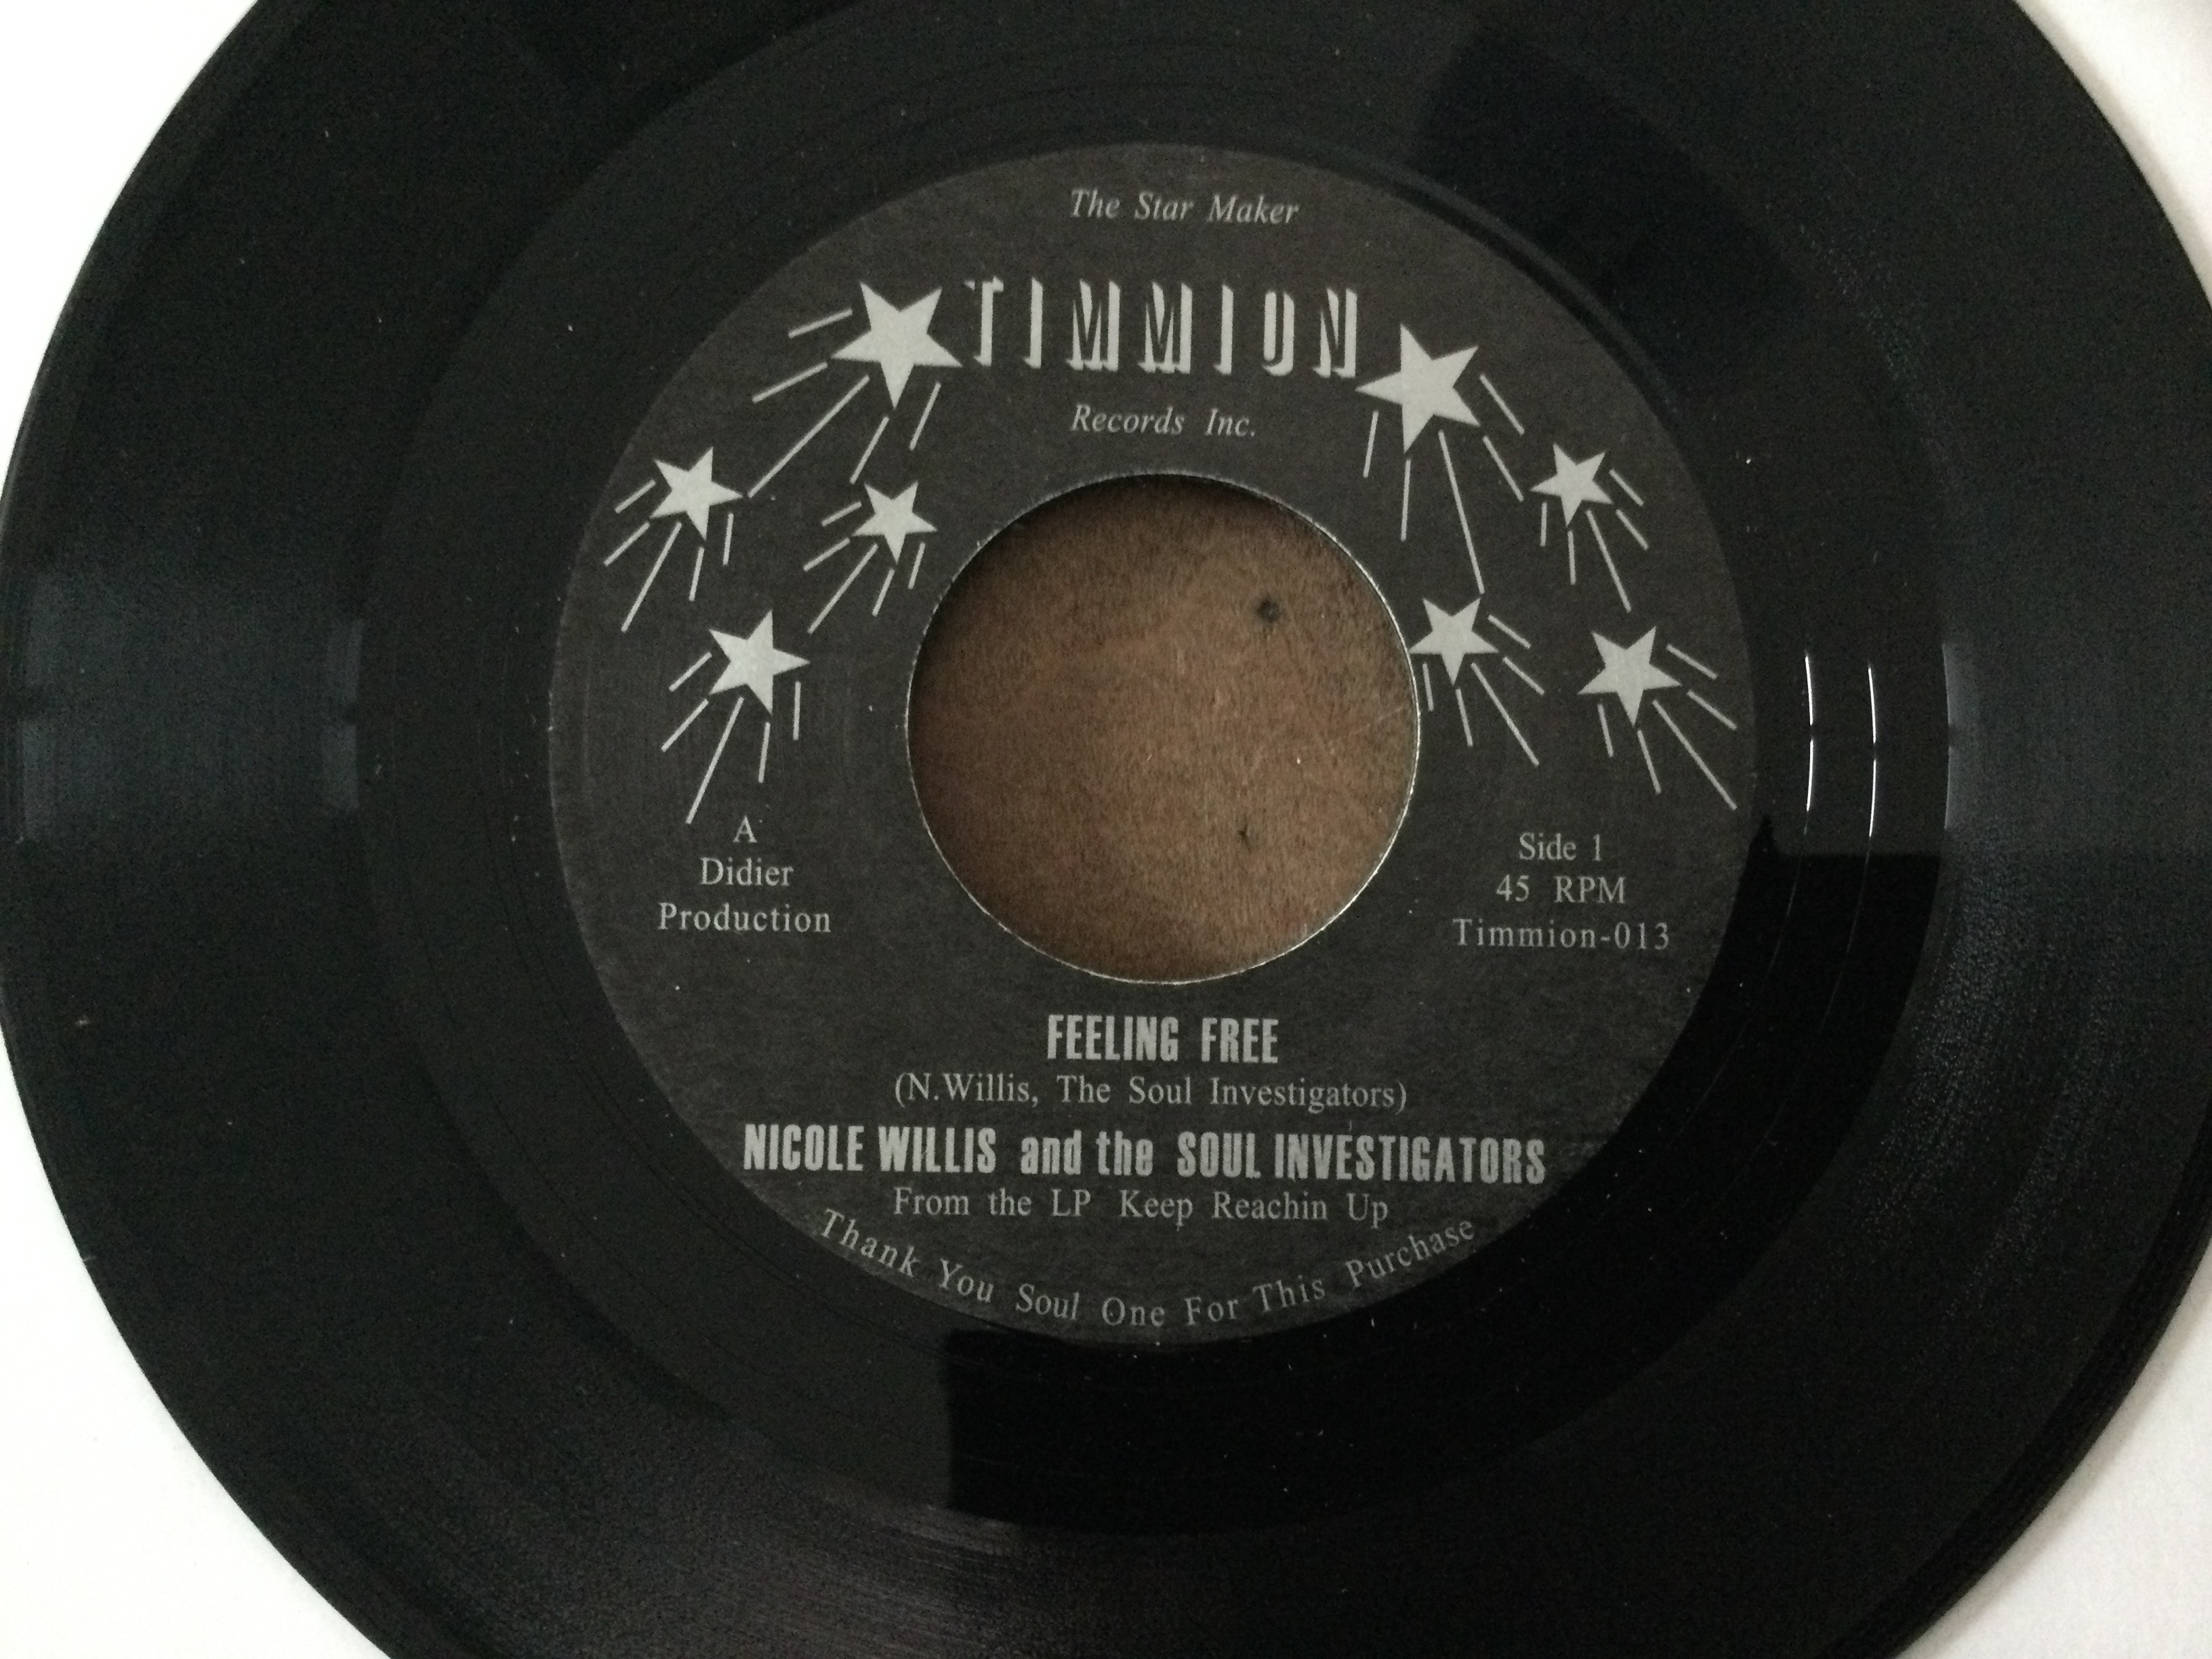 The Star Maker
TIMMION
Records Inc.
A
Didier
Production
Side 1
45 RPM
Timmion-013
FEELING FREE
(N.Willis, The Soul Investigators)
NICOLE WILLIS and the SOUL INVESTIGATORS
From the LP Keep Reachin Up
Thank You Soul One For This Purchase